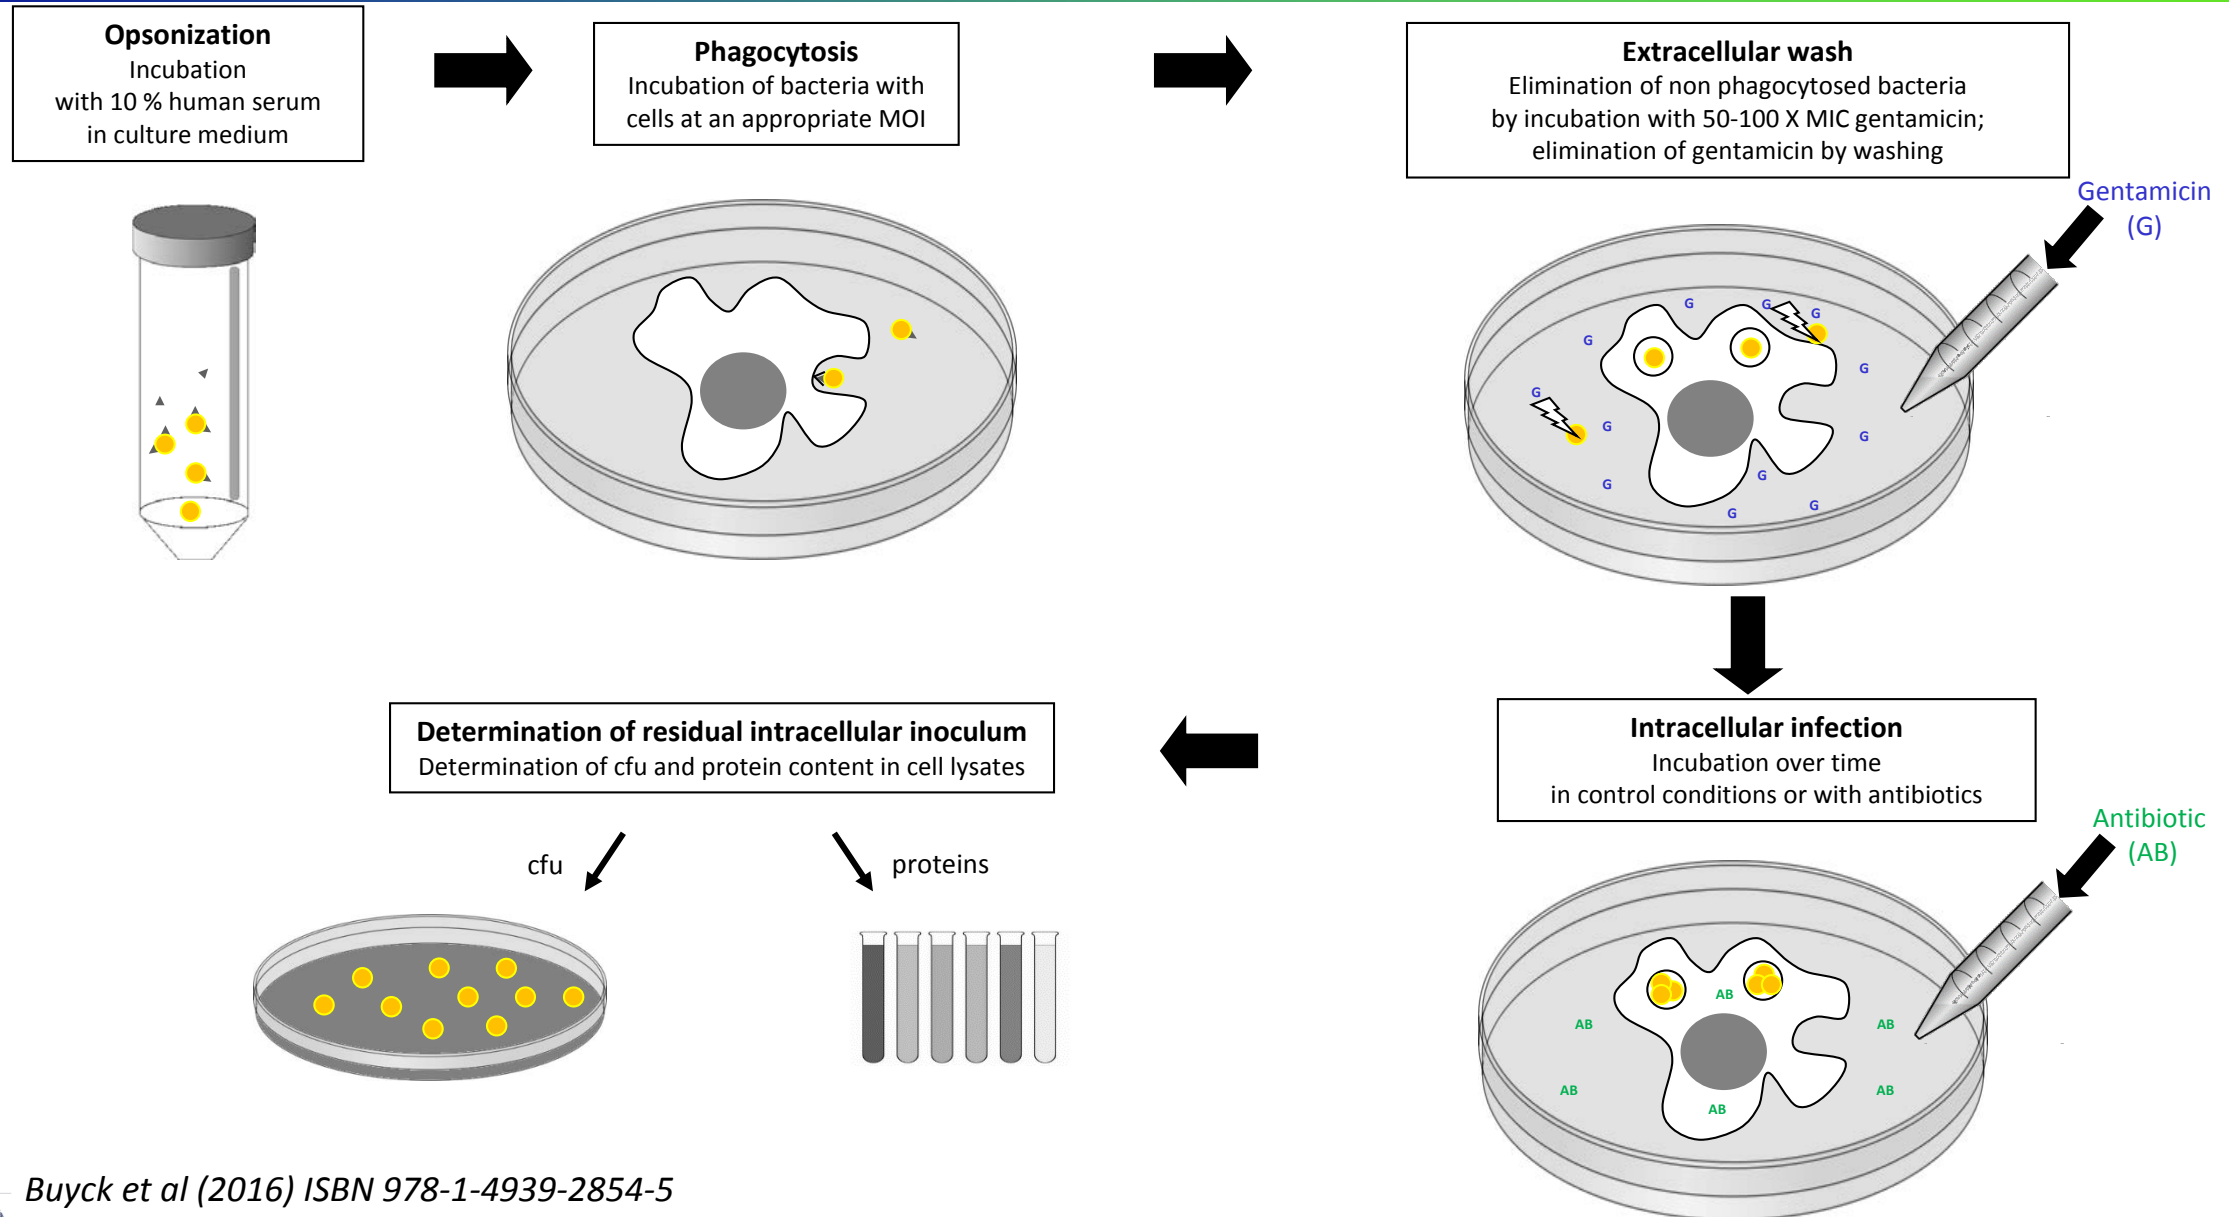 Opsonization
Incubation
with 10 % human serum
in culture medium
Phagocytosis
Incubation of bacteria with
cells at an appropriate MOI
Extracellular wash
Elimination of non phagocytosed bacteria
by incubation with 50-100 X MIC gentamicin;
elimination of gentamicin by washing
Gentamicin
(G)
G
G
G
G
G
G
G
G
G
G
G
G
Intracellular infection
Incubation over time
in control conditions or with antibiotics
Antibiotic
(AB)
AB
AB
AB
AB
AB
AB
Determination of residual intracellular inoculum
Determination of cfu and protein content in cell lysates
cfu
proteins
Buyck et al (2016) ISBN 978-1-4939-2854-5